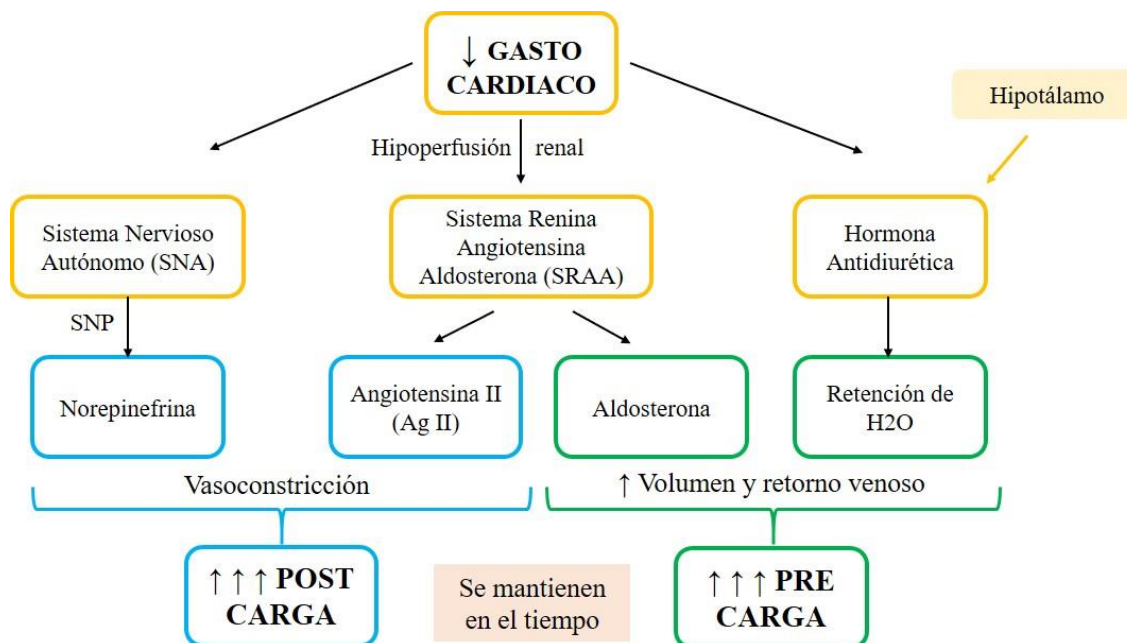 ↓ GASTO
CARDIACO
Hipotálamo
Hipoperfusión renal
Sistema Nervioso
Autónomo (SNA)
Sistema Renina
Angiotensina
Aldosterona (SRAA)
Hormona
Antidiurética
SNP
Norepinefrina
Angiotensina II
(Ag II)
Aldosterona
Retención de
H2O
Vasoconstricción
↑ Volumen y retorno venoso
↑ ↑ ↑ POST
CARGA
Se mantienen
en el tiempo
↑ ↑ ↑ PRE
CARGA